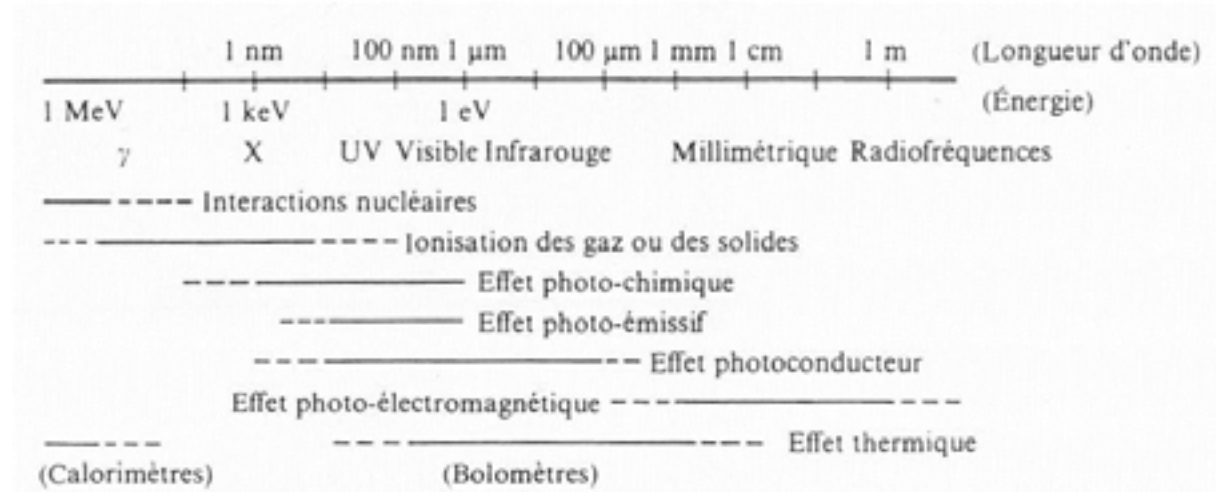 1 nm 100 nm 1 µm 100 µm 1 mm 1 cm 1 m (Longueur d'onde)
1 MeV 1 keV 1 eV (Énergie)
γ X UV Visible Infrarouge Millimétrique Radiofréquences
Interactions nucléaires
Ionisation des gaz ou des solides
Effet photo-chimique
Effet photo-émissif
Effet photoconducteur
Effet photo-électromagnétique
Effet thermique
(Calorimètres) (Bolomètres)